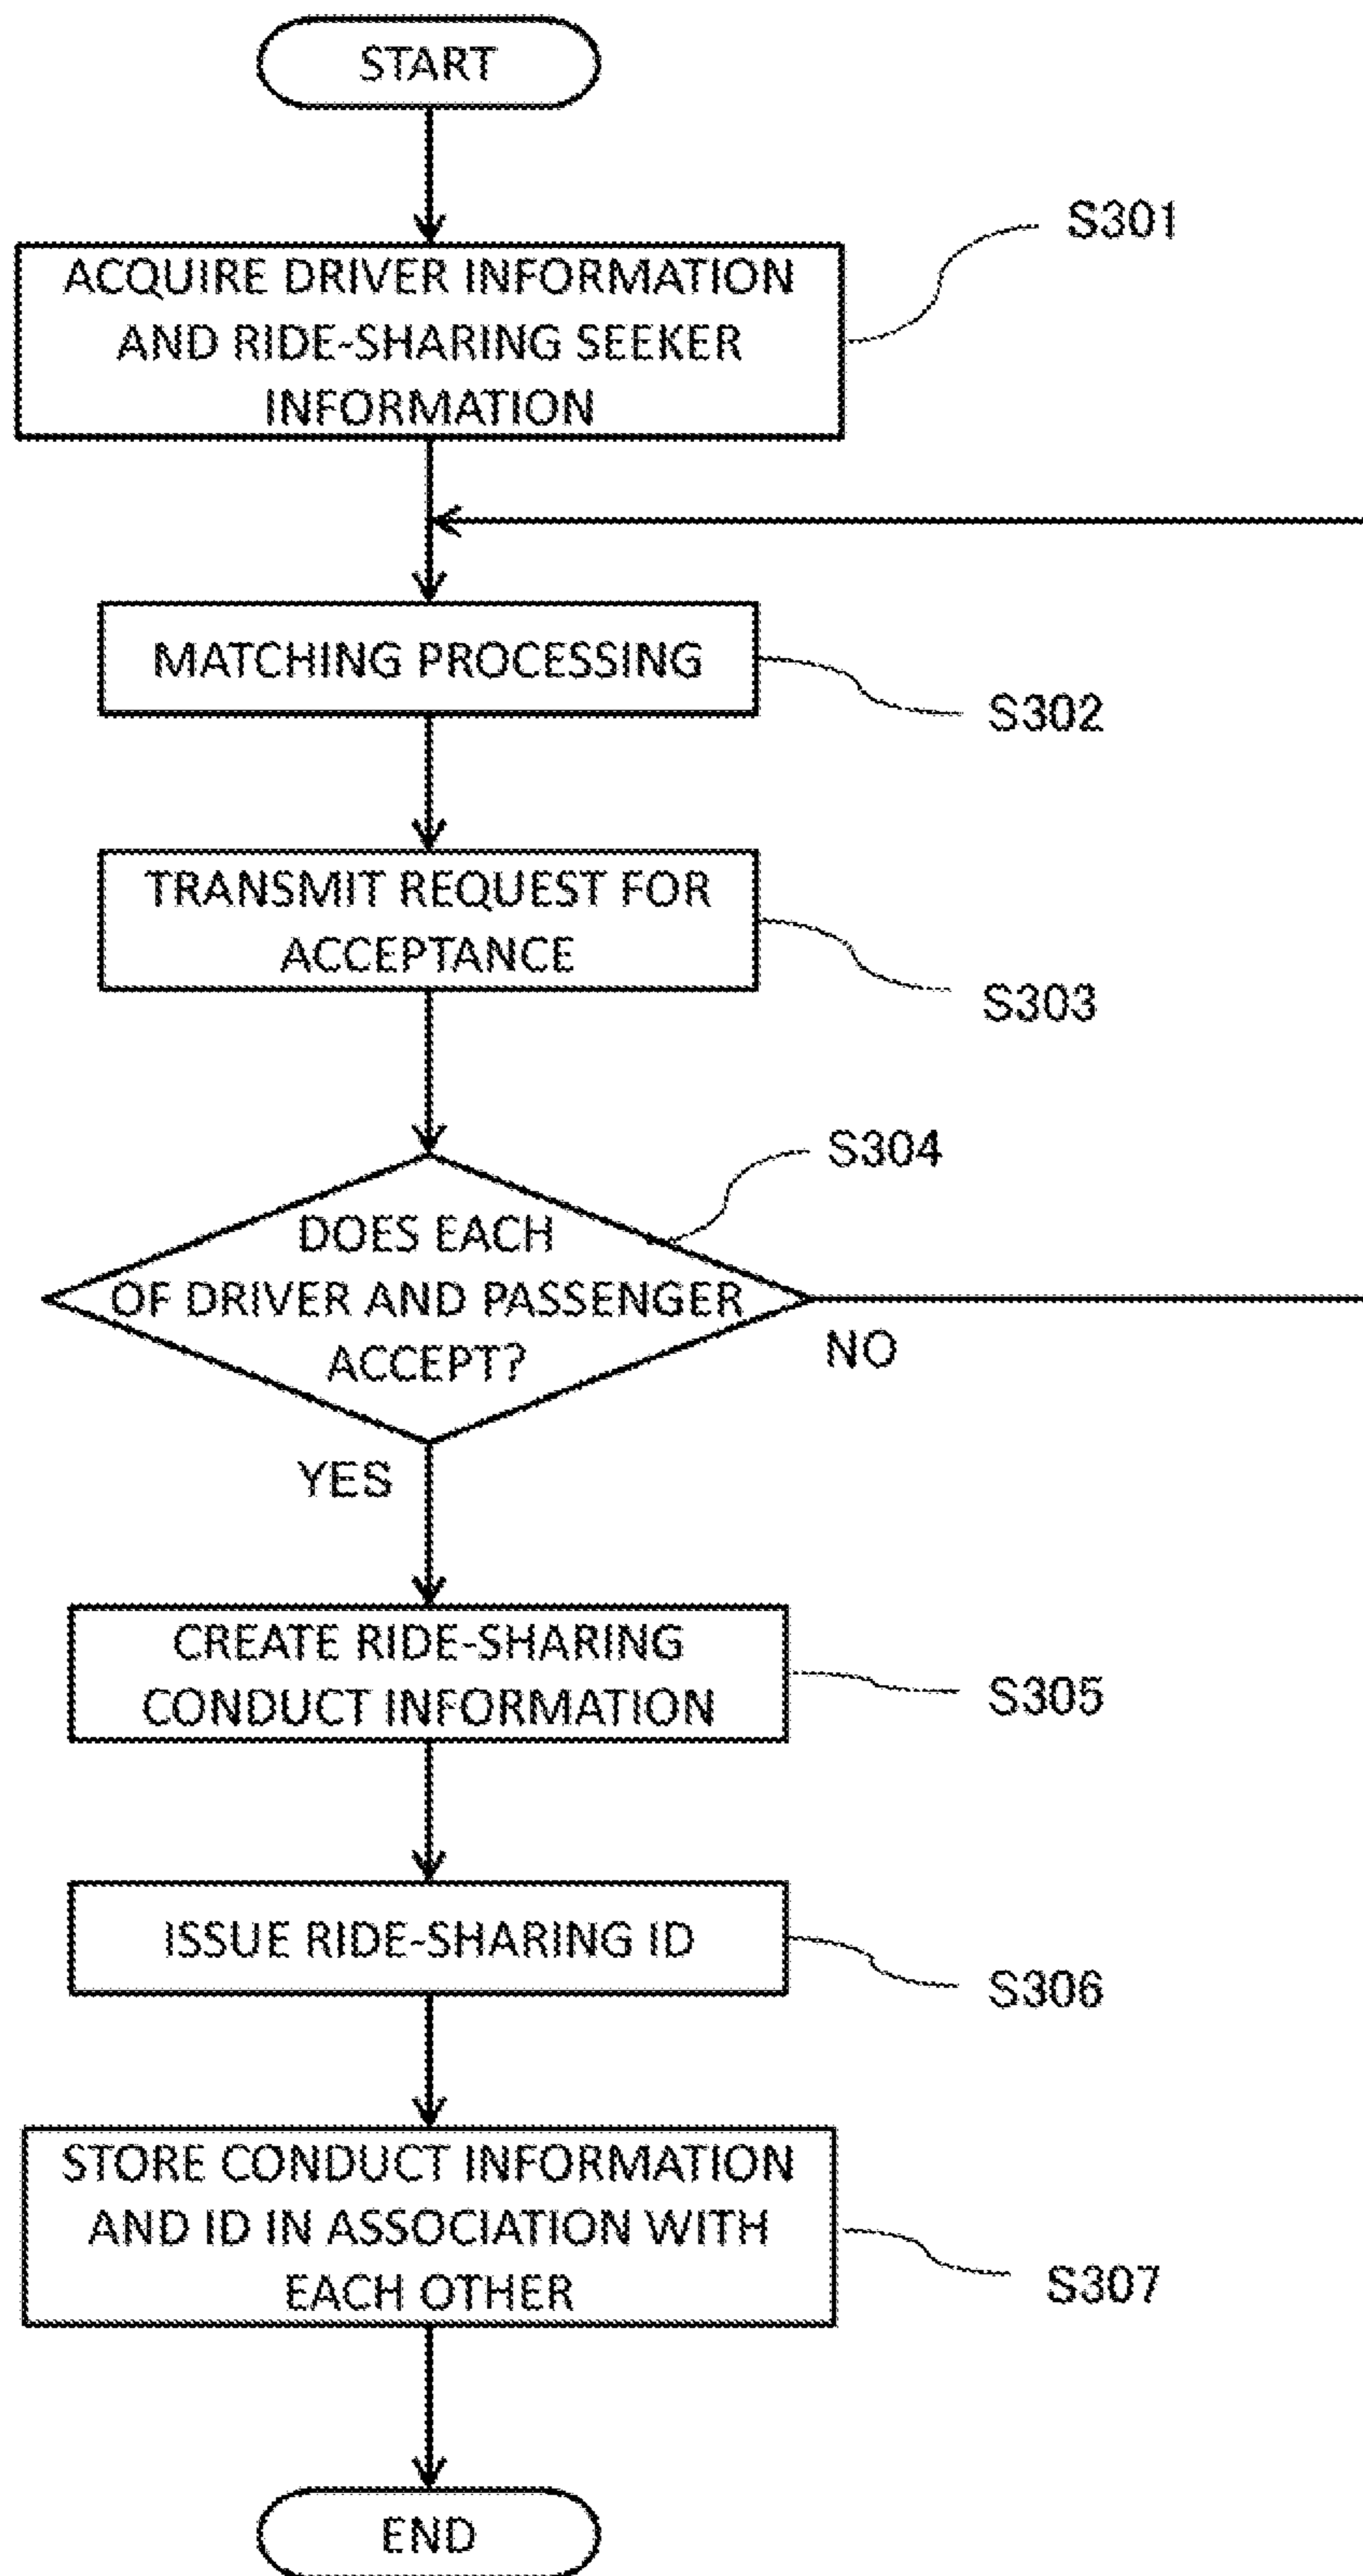 START
S301
ACQUIRE DRIVER INFORMATION
AND RIDE-SHARING SEEKER
INFORMATION
MATCHING PROCESSING
S302
TRANSMIT REQUEST FOR
ACCEPTANCE
S303
S304
DOES EACH
OF DRIVER AND PASSENGER
ACCEPT?
NO
YES
CREATE RIDE-SHARING
CONDUCT INFORMATION
S305
ISSUE RIDE-SHARING ID
S306
STORE CONDUCT INFORMATION
AND ID IN ASSOCIATION WITH
EACH OTHER
S307
END